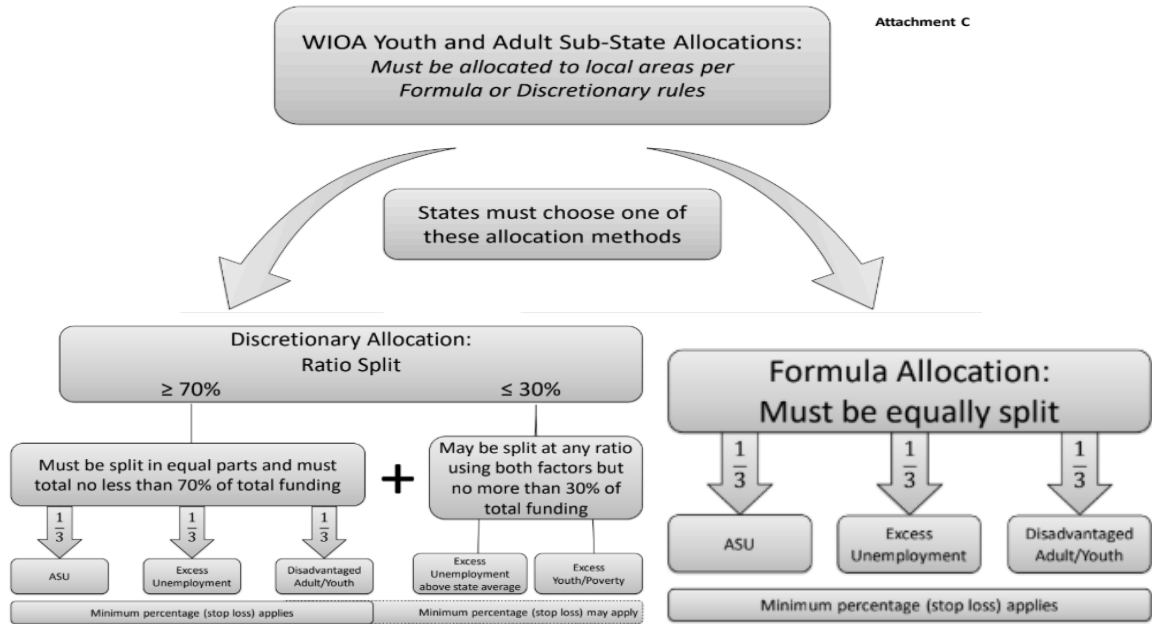 Attachment C
WIOA Youth and Adult Sub-State Allocations:
Must be allocated to local areas per
Formula or Discretionary rules
States must choose one of
these allocation methods
Discretionary Allocation:
Ratio Split
≥ 70%
≤ 30%
Must be split in equal parts and must
total no less than 70% of total funding
+
May be split at any ratio
using both factors but
no more than 30% of
total funding
1/3
1/3
1/3
ASU
Excess
Unemployment
Disadvantaged
Adult/Youth
Excess
Unemployment
above state average
Excess
Youth/Poverty
Minimum percentage (stop loss) applies
Minimum percentage (stop loss) may apply
Formula Allocation:
Must be equally split
1/3
1/3
1/3
ASU
Excess
Unemployment
Disadvantaged
Adult/Youth
Minimum percentage (stop loss) applies